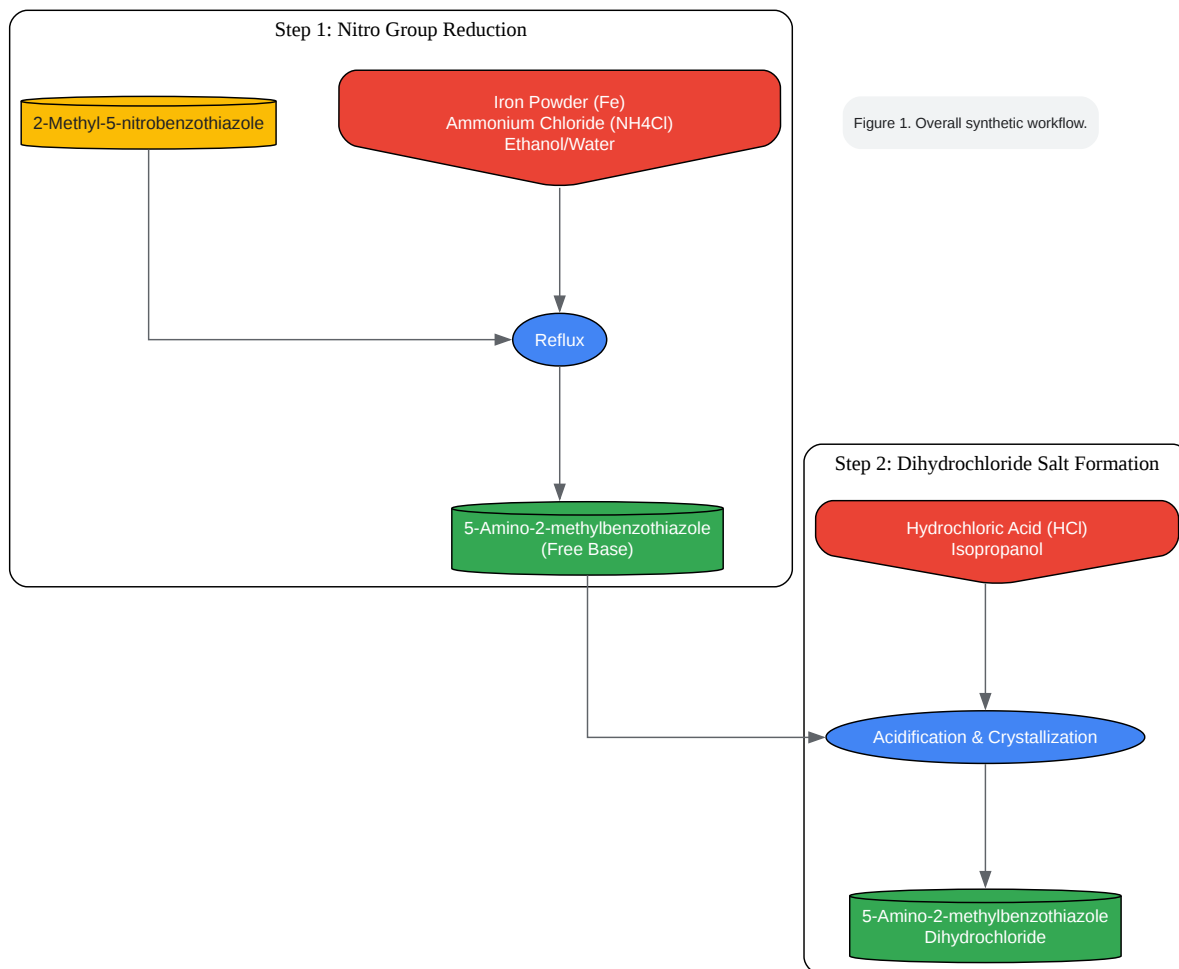 Step 1: Nitro Group Reduction
2-Methyl-5-nitrobenzothiazole
Iron Powder (Fe)
Ammonium Chloride (NH4Cl)
Ethanol/Water
Figure 1. Overall synthetic workflow.
Reflux
5-Amino-2-methylbenzothiazole
(Free Base)
Step 2: Dihydrochloride Salt Formation
Hydrochloric Acid (HCl)
Isopropanol
Acidification & Crystallization
5-Amino-2-methylbenzothiazole
Dihydrochloride